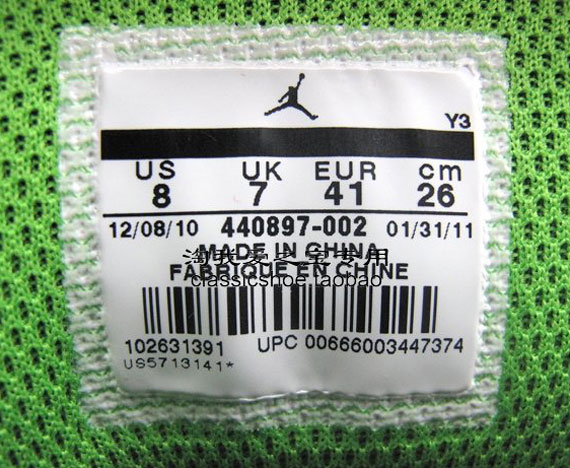 Y3
US UK EUR cm
8 7 41 26
12/08/10 440897-002 01/31/11
MADE IN CHINA
FABRIQUE EN CHINE
classicshoe.taobao
102631391 UPC 00666003447374
US5713141*